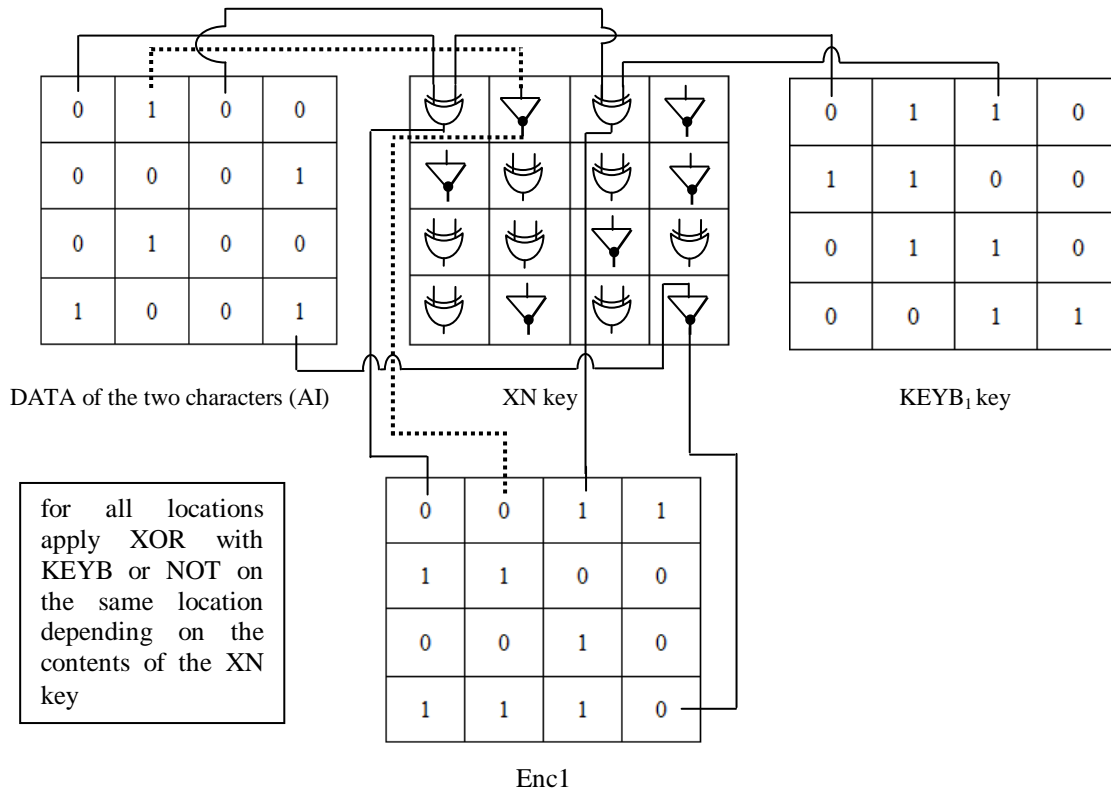 0 1 0 0
0 0 0 1
0 1 0 0
1 0 0 1
DATA of the two characters (AI)
XN key
0 1 1 0
1 1 0 0
0 1 1 0
0 0 1 1
KEYB₁ key
for all locations
apply XOR with
KEYB or NOT on
the same location
depending on the
contents of the XN
key
0 0 1 1
1 1 0 0
0 0 1 0
1 1 1 0
Enc1